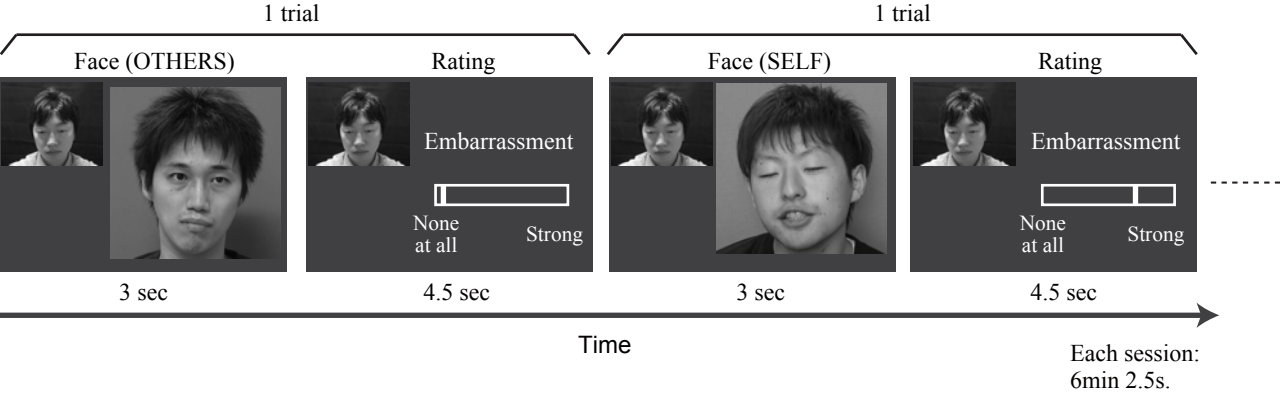 1 trial
1 trial
Face (OTHERS)
Rating
Face (SELF)
Rating
Embarrassment
Embarrassment
None
at all
Strong
None
at all
Strong
3 sec
4.5 sec
3 sec
4.5 sec
Time
Each session:
6min 2.5s.